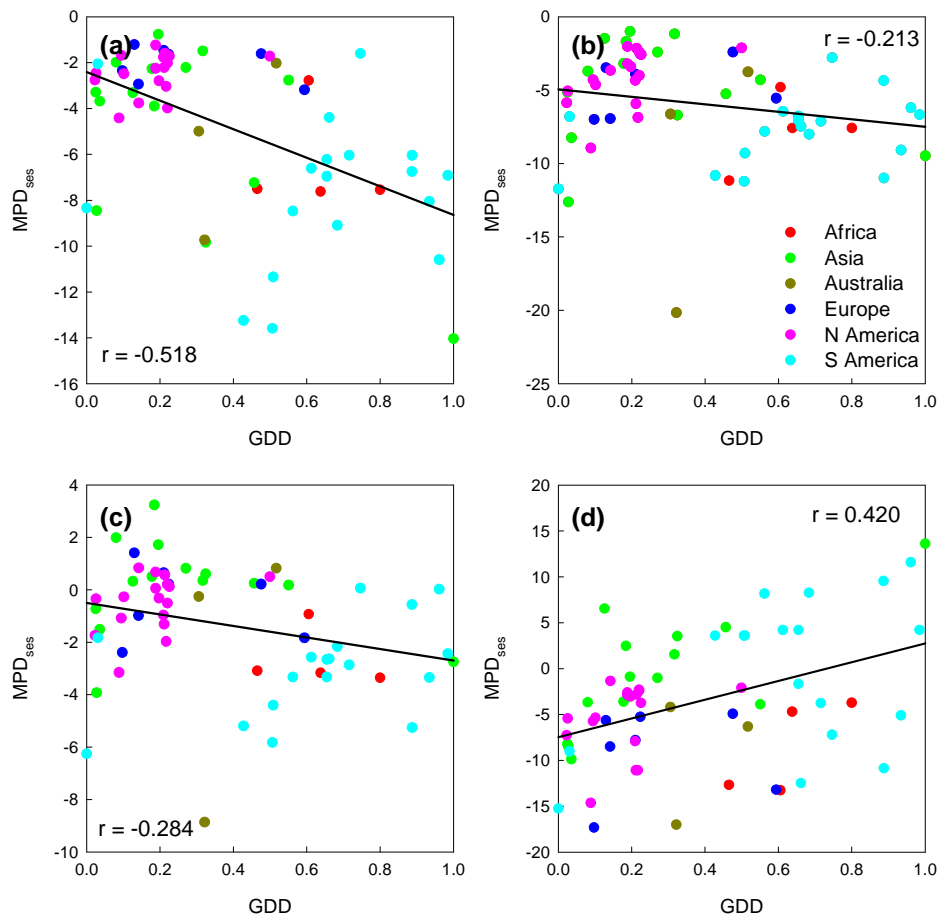 (a)
0
-2
-4
-6
-8
-10
-12
-14
-16
MPDses
r = -0.518
0.0 0.2 0.4 0.6 0.8 1.0
GDD
(b)
r = -0.213
0
-5
-10
-15
-20
-25
MPDses
Africa
Asia
Australia
Europe
N America
S America
0.0 0.2 0.4 0.6 0.8 1.0
GDD
(c)
4
2
0
-2
-4
-6
-8
-10
MPDses
r = -0.284
0.0 0.2 0.4 0.6 0.8 1.0
GDD
(d)
r = 0.420
20
15
10
5
0
-5
-10
-15
-20
MPDses
0.0 0.2 0.4 0.6 0.8 1.0
GDD